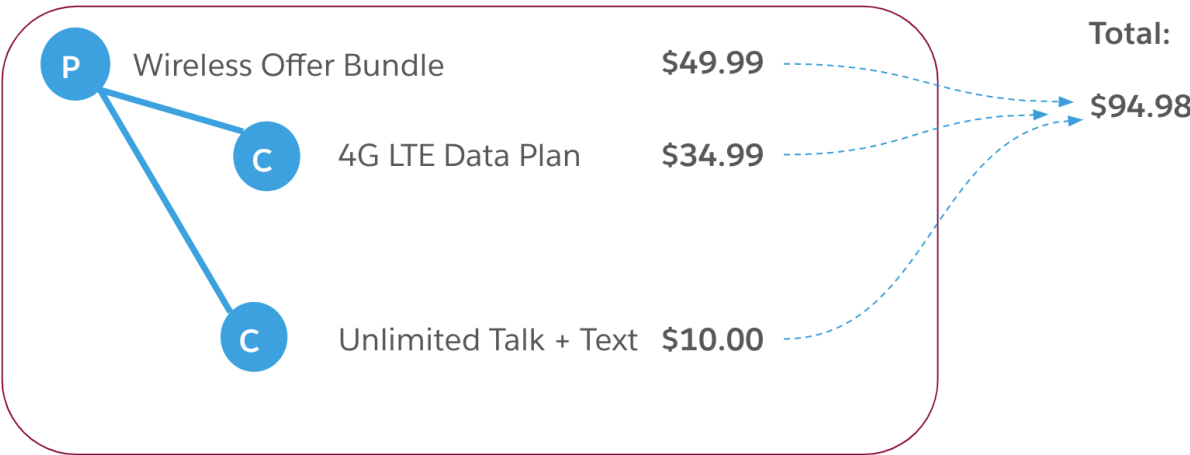 Total:
P Wireless Offer Bundle $49.99
$94.98
C 4G LTE Data Plan $34.99
C Unlimited Talk + Text $10.00